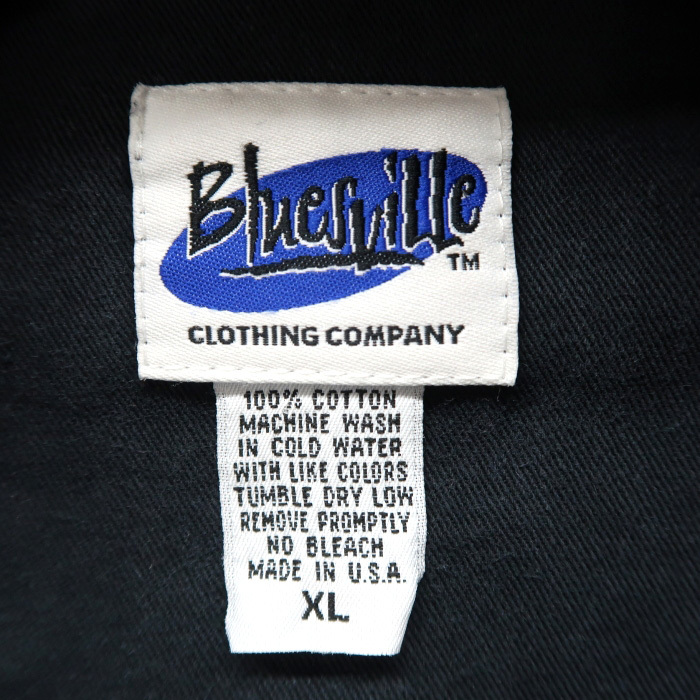 Bluesville
TM
CLOTHING COMPANY
100% COTTON
MACHINE WASH
IN COLD WATER
WITH LIKE COLORS
TUMBLE DRY LOW
REMOVE PROMPTLY
NO BLEACH
MADE IN U.S.A.
XL